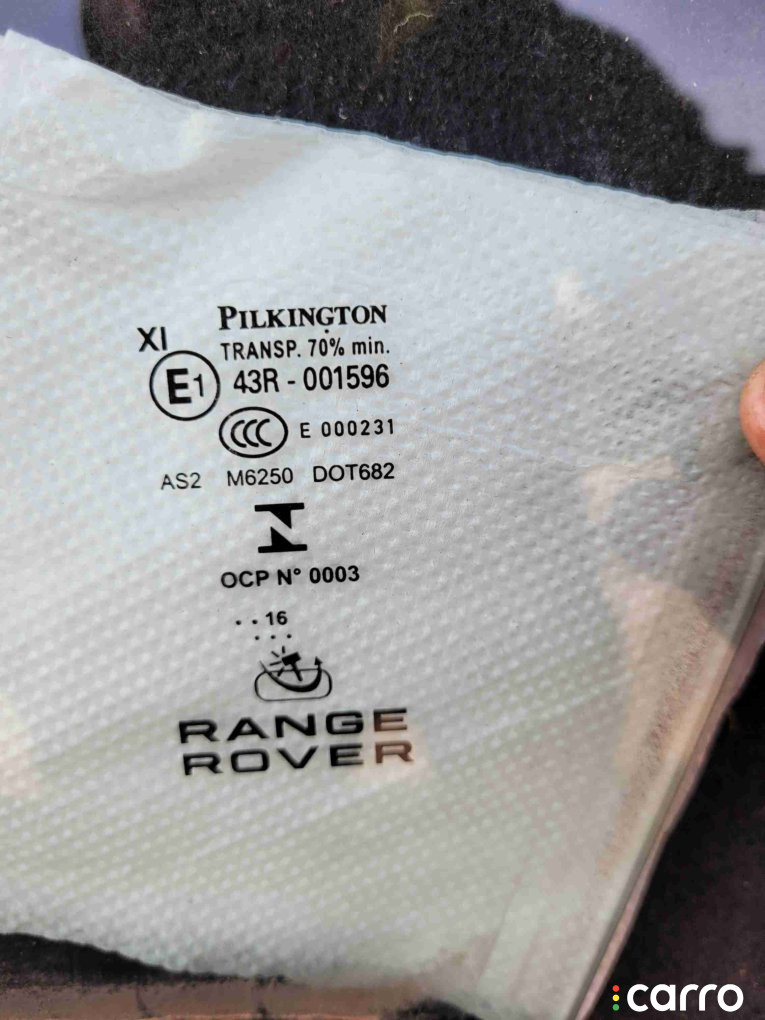 PILKINGTON
XI
TRANSP. 70% min.
E1 43R - 001596
CCC E 000231
AS2 M6250 DOT682
OCP N° 0003
. . 16
. . .
RANGE
ROVER
carro